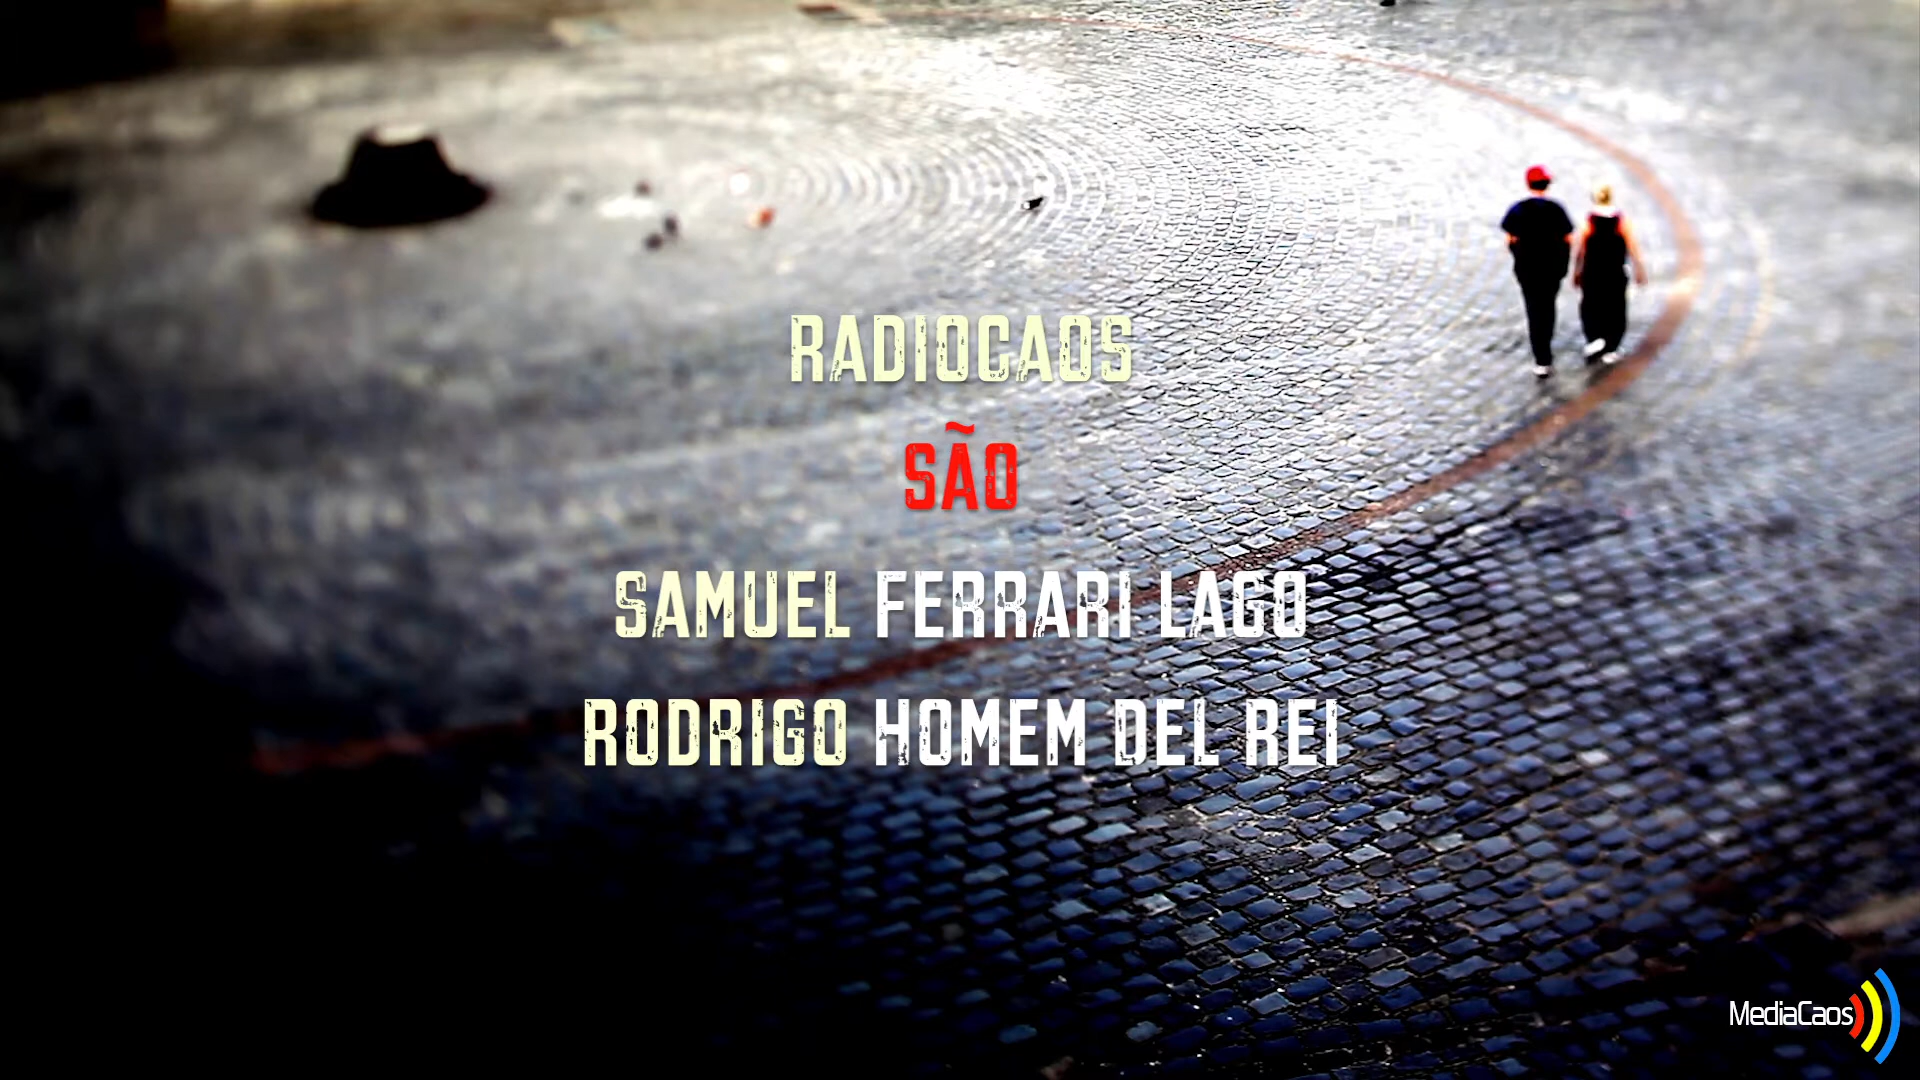 RADIOCAOS
SÃO
SAMUEL FERRARI LAGO
RODRIGO HOMEM DEL REI
MediaCaos